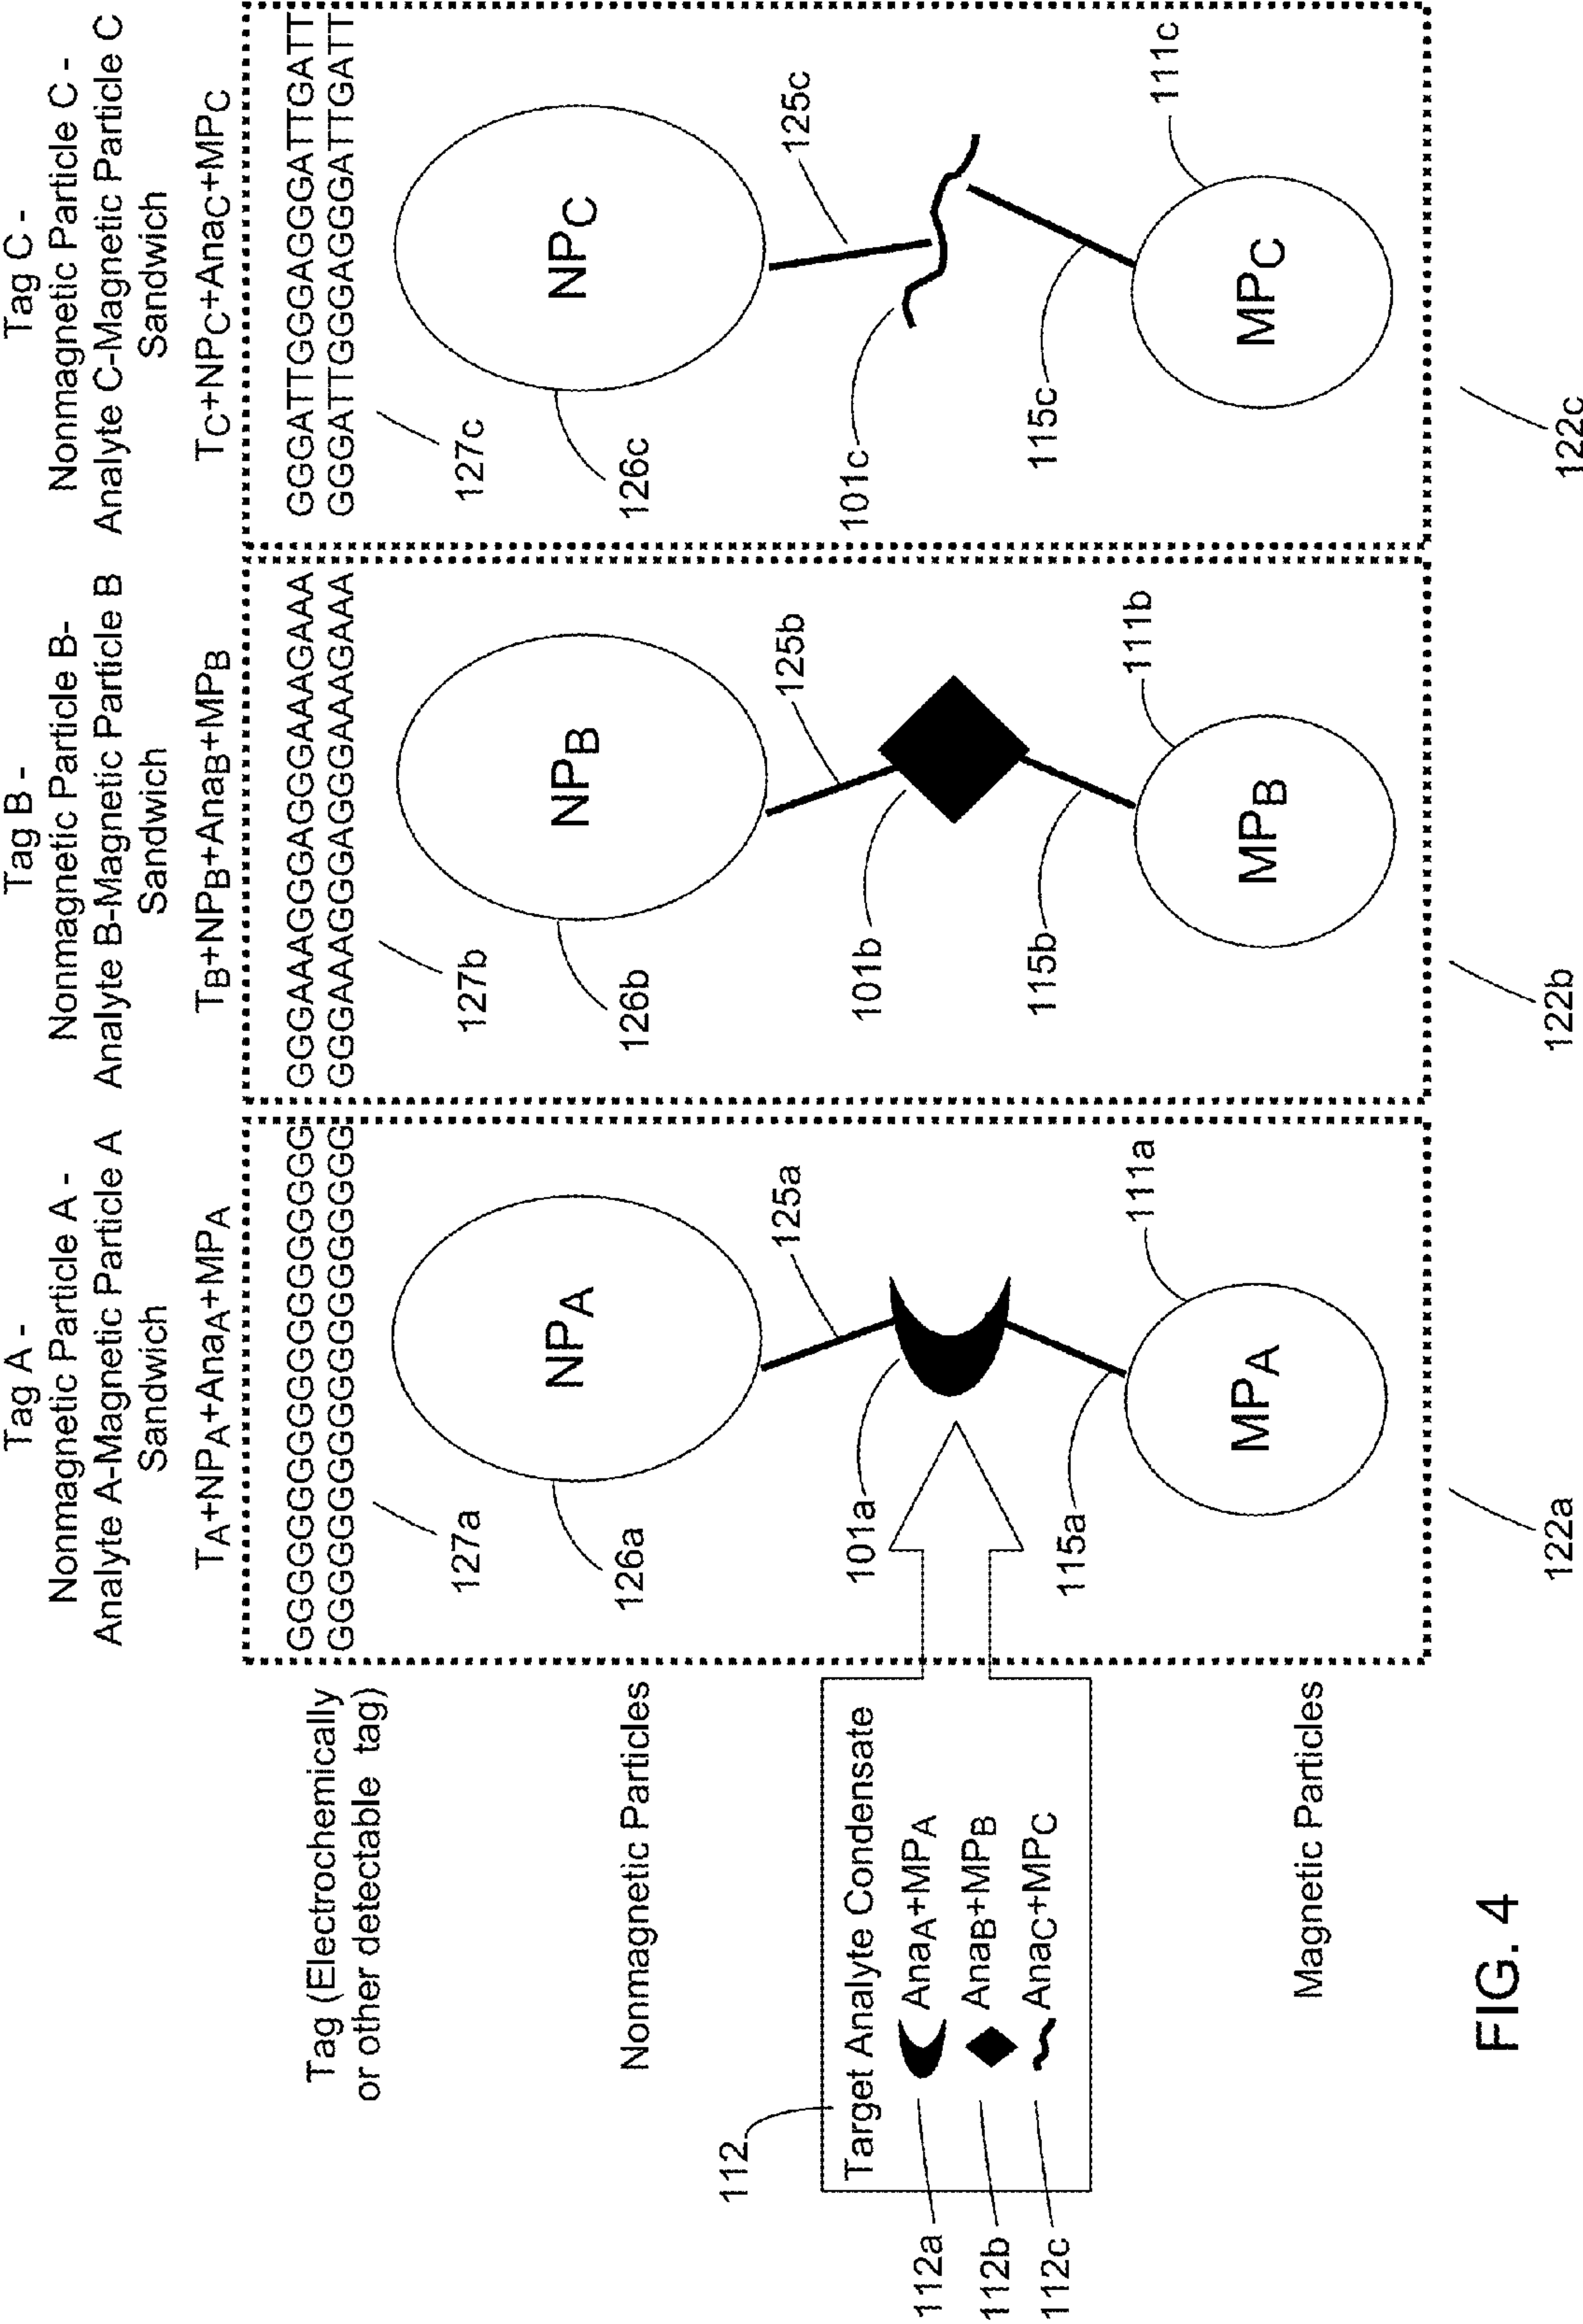 Tag A -
Nonmagnetic Particle A -
Analyte A-Magnetic Particle A
Sandwich
TA+NPA+AnaA+MPA
Tag B -
Nonmagnetic Particle B-
Analyte B-Magnetic Particle B
Sandwich
TB+NPB+AnaB+MPB
Tag C -
Nonmagnetic Particle C -
Analyte C-Magnetic Particle C
Sandwich
TC+NPC+AnaC+MPC
Tag (Electrochemically
or other detectable tag)
GGGGGGGGGGGGGGGGGGG
GGGGGGGGGGGGGGGGGGG
GGGAAAGGGAGGGAAAGAAA
GGGAAAGGGAGGGAAAGAAA
GGGATTGGGAGGGATTGATT
GGGATTGGGAGGGATTGATT
127a
127b
127c
Nonmagnetic Particles
NPA
NPB
NPC
126a
126b
126c
125a
125b
125c
112
Target Analyte Condensate
AnaA+MPA
AnaB+MPB
AnaC+MPC
112a
112b
112c
101a
101b
101c
115a
115b
115c
111a
111b
111c
Magnetic Particles
MPA
MPB
MPC
122a
122b
122c
FIG. 4